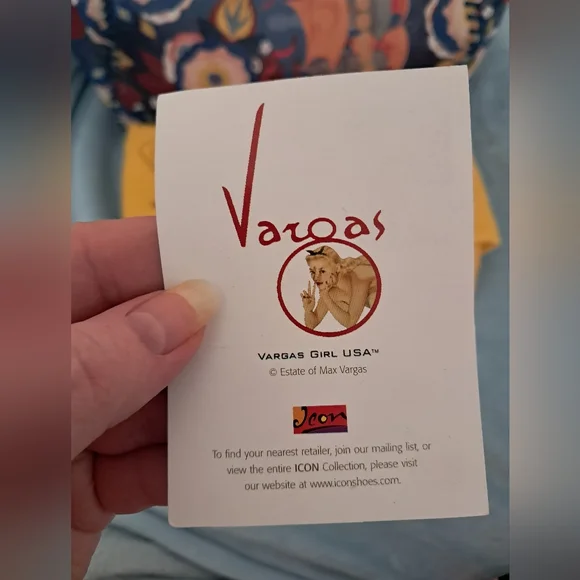 Vargas
VARGAS GIRL USA™
© Estate of Max Vargas
Icon
To find your nearest retailer, join our mailing list, or
view the entire ICON Collection, please visit
our website at www.iconshoes.com.